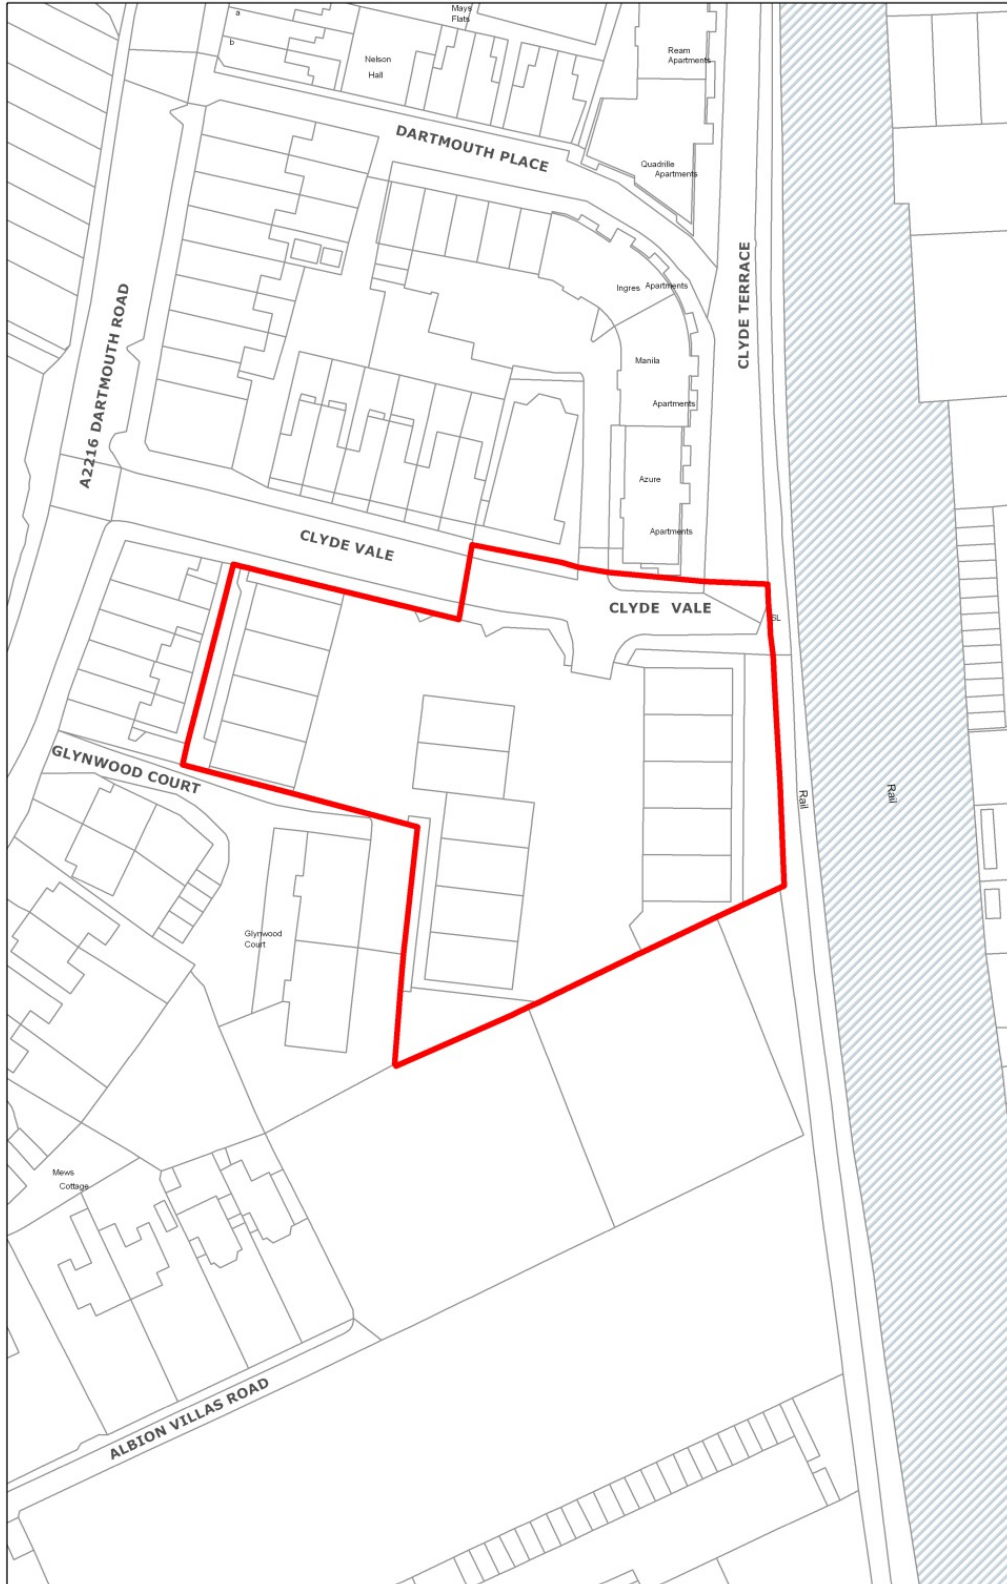 a
Mays
Flats
b
Nelson
Hall
Ream
Apartments
DARTMOUTH PLACE
Quadrille
Apartments
Ingres Apartments
CLYDE TERRACE
Manila
Apartments
A2216 DARTMOUTH ROAD
Azure
Apartments
CLYDE VALE
CLYDE VALE
SL
GLYNWOOD COURT
Rail
Rail
Glynwood
Court
Mews
Cottage
ALBION VILLAS ROAD